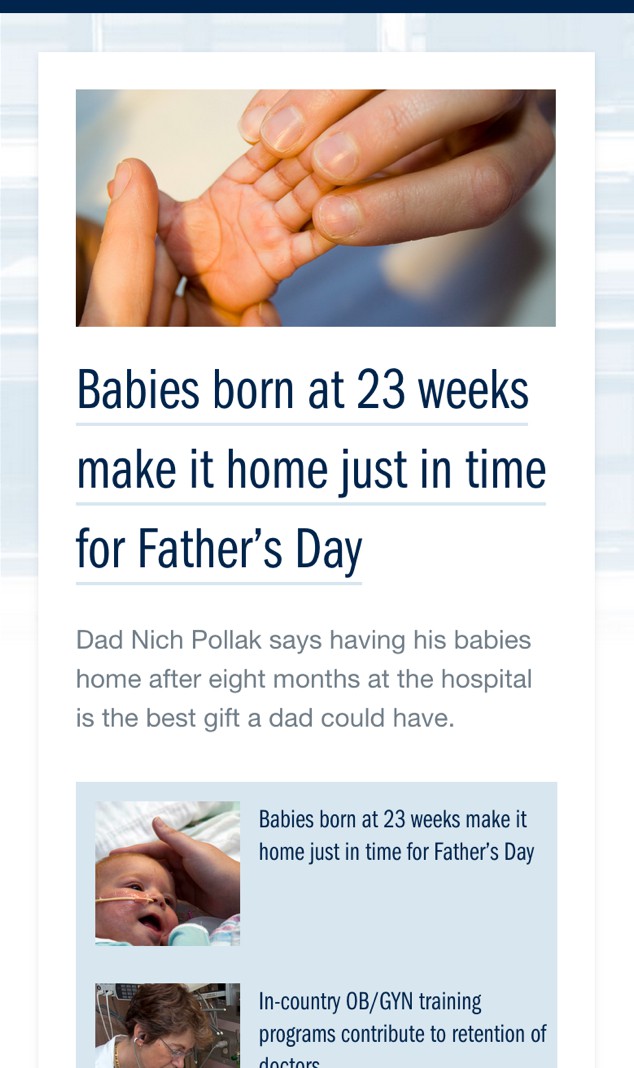 Babies born at 23 weeks
make it home just in time
for Father’s Day
Dad Nich Pollak says having his babies
home after eight months at the hospital
is the best gift a dad could have.
Babies born at 23 weeks make it
home just in time for Father’s Day
In-country OB/GYN training
programs contribute to retention of
doctors